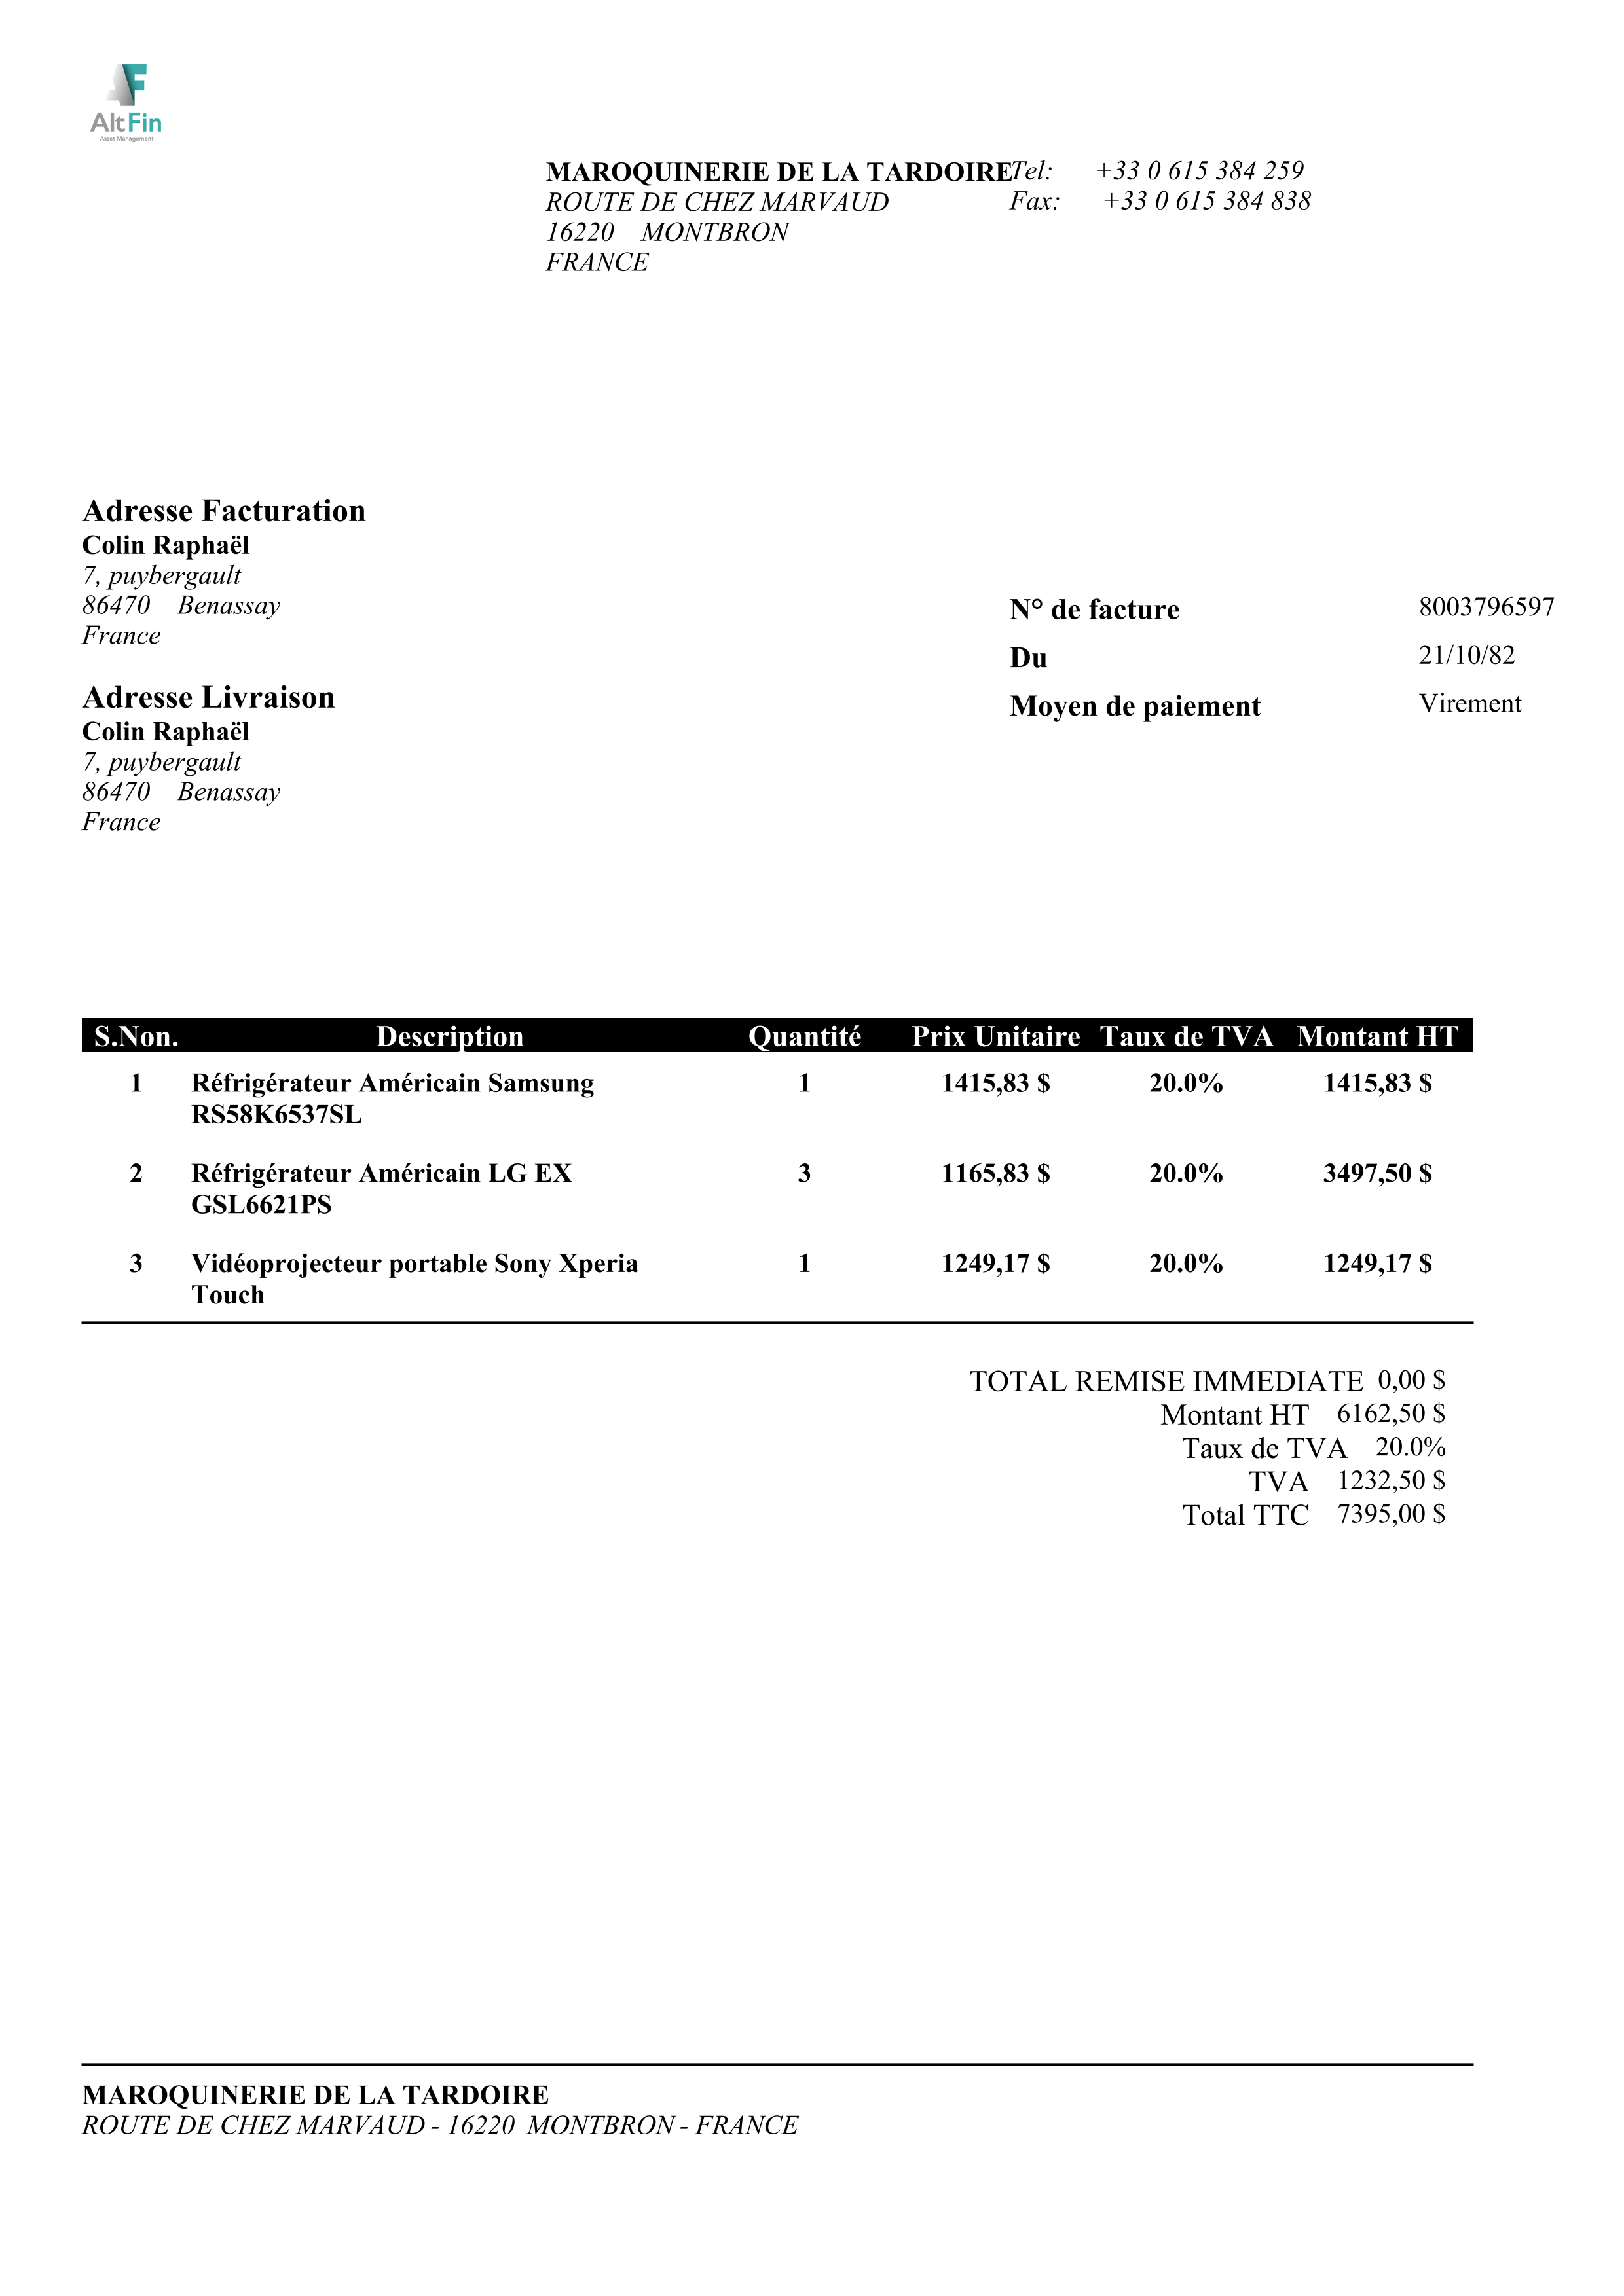 AltFin
Asset Management
MAROQUINERIE DE LA TARDOIRE Tel: +33 0 615 384 259
ROUTE DE CHEZ MARVAUD Fax: +33 0 615 384 838
16220 MONTBRON
FRANCE
Adresse Facturation
Colin Raphaël
7, puybergault
86470 Benassay
France
N° de facture 8003796597
Du 21/10/82
Moyen de paiement Virement
Adresse Livraison
Colin Raphaël
7, puybergault
86470 Benassay
France
S.Non. Description Quantité Prix Unitaire Taux de TVA Montant HT
1 Réfrigérateur Américain Samsung 1 1415,83 $ 20.0% 1415,83 $
RS58K6537SL
2 Réfrigérateur Américain LG EX 3 1165,83 $ 20.0% 3497,50 $
GSL6621PS
3 Vidéoprojecteur portable Sony Xperia 1 1249,17 $ 20.0% 1249,17 $
Touch
TOTAL REMISE IMMEDIATE 0,00 $
Montant HT 6162,50 $
Taux de TVA 20.0%
TVA 1232,50 $
Total TTC 7395,00 $
MAROQUINERIE DE LA TARDOIRE
ROUTE DE CHEZ MARVAUD - 16220 MONTBRON - FRANCE